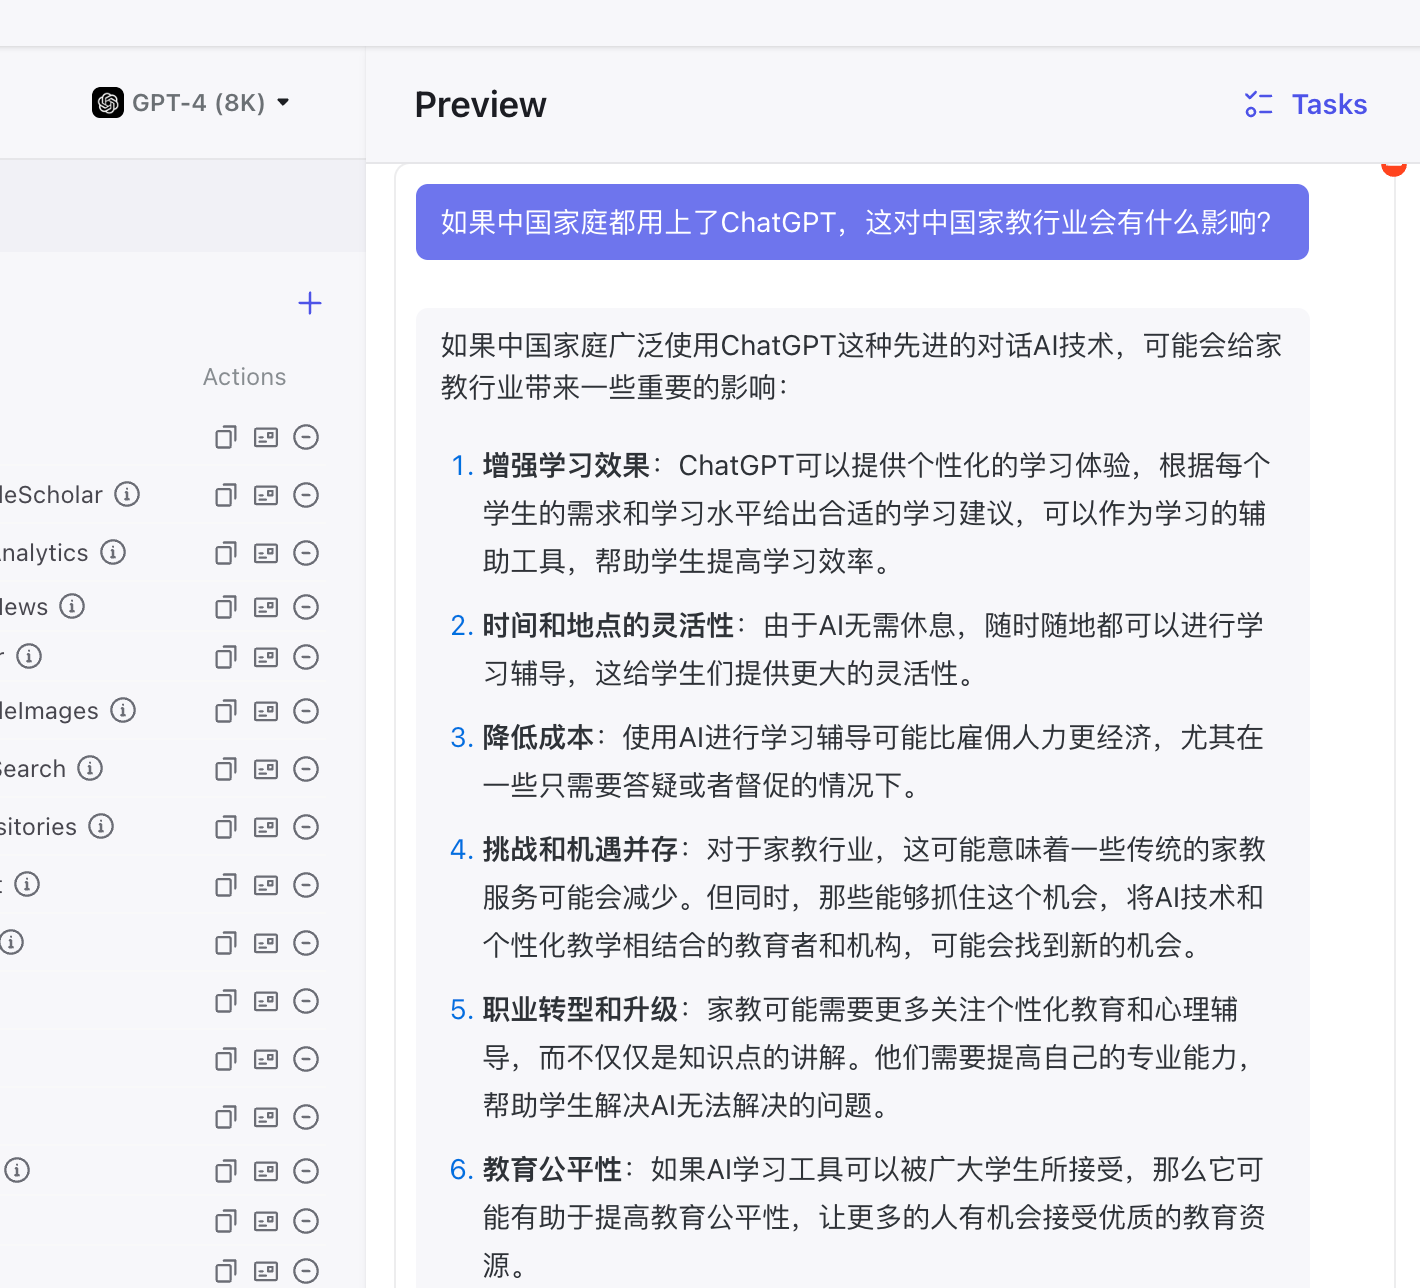 GPT-4 (8K)
Preview
Tasks
Actions
leScholar
nalytics
lews
leImages
Search
sitories
如果中国家庭都用上了ChatGPT，这对中国家教行业会有什么影响?
如果中国家庭广泛使用ChatGPT这种先进的对话AI技术，可能会给家
教行业带来一些重要的影响：
1. 增强学习效果：ChatGPT可以提供个性化的学习体验，根据每个
学生的需求和学习水平给出合适的学习建议，可以作为学习的辅
助工具，帮助学生提高学习效率。
2. 时间和地点的灵活性：由于AI无需休息，随时随地都可以进行学
习辅导，这给学生们提供更大的灵活性。
3. 降低成本：使用AI进行学习辅导可能比雇佣人力更经济，尤其在
一些只需要答疑或者督促的情况下。
4. 挑战和机遇并存：对于家教行业，这可能意味着一些传统的家教
服务可能会减少。但同时，那些能够抓住这个机会，将AI技术和
个性化教学相结合的教育者和机构，可能会找到新的机会。
5. 职业转型和升级：家教可能需要更多关注个性化教育和心理辅
导，而不仅仅是知识点的讲解。他们需要提高自己的专业能力，
帮助学生解决AI无法解决的问题。
6. 教育公平性：如果AI学习工具可以被广大学生所接受，那么它可
能有助于提高教育公平性，让更多的人有机会接受优质的教育资
源。